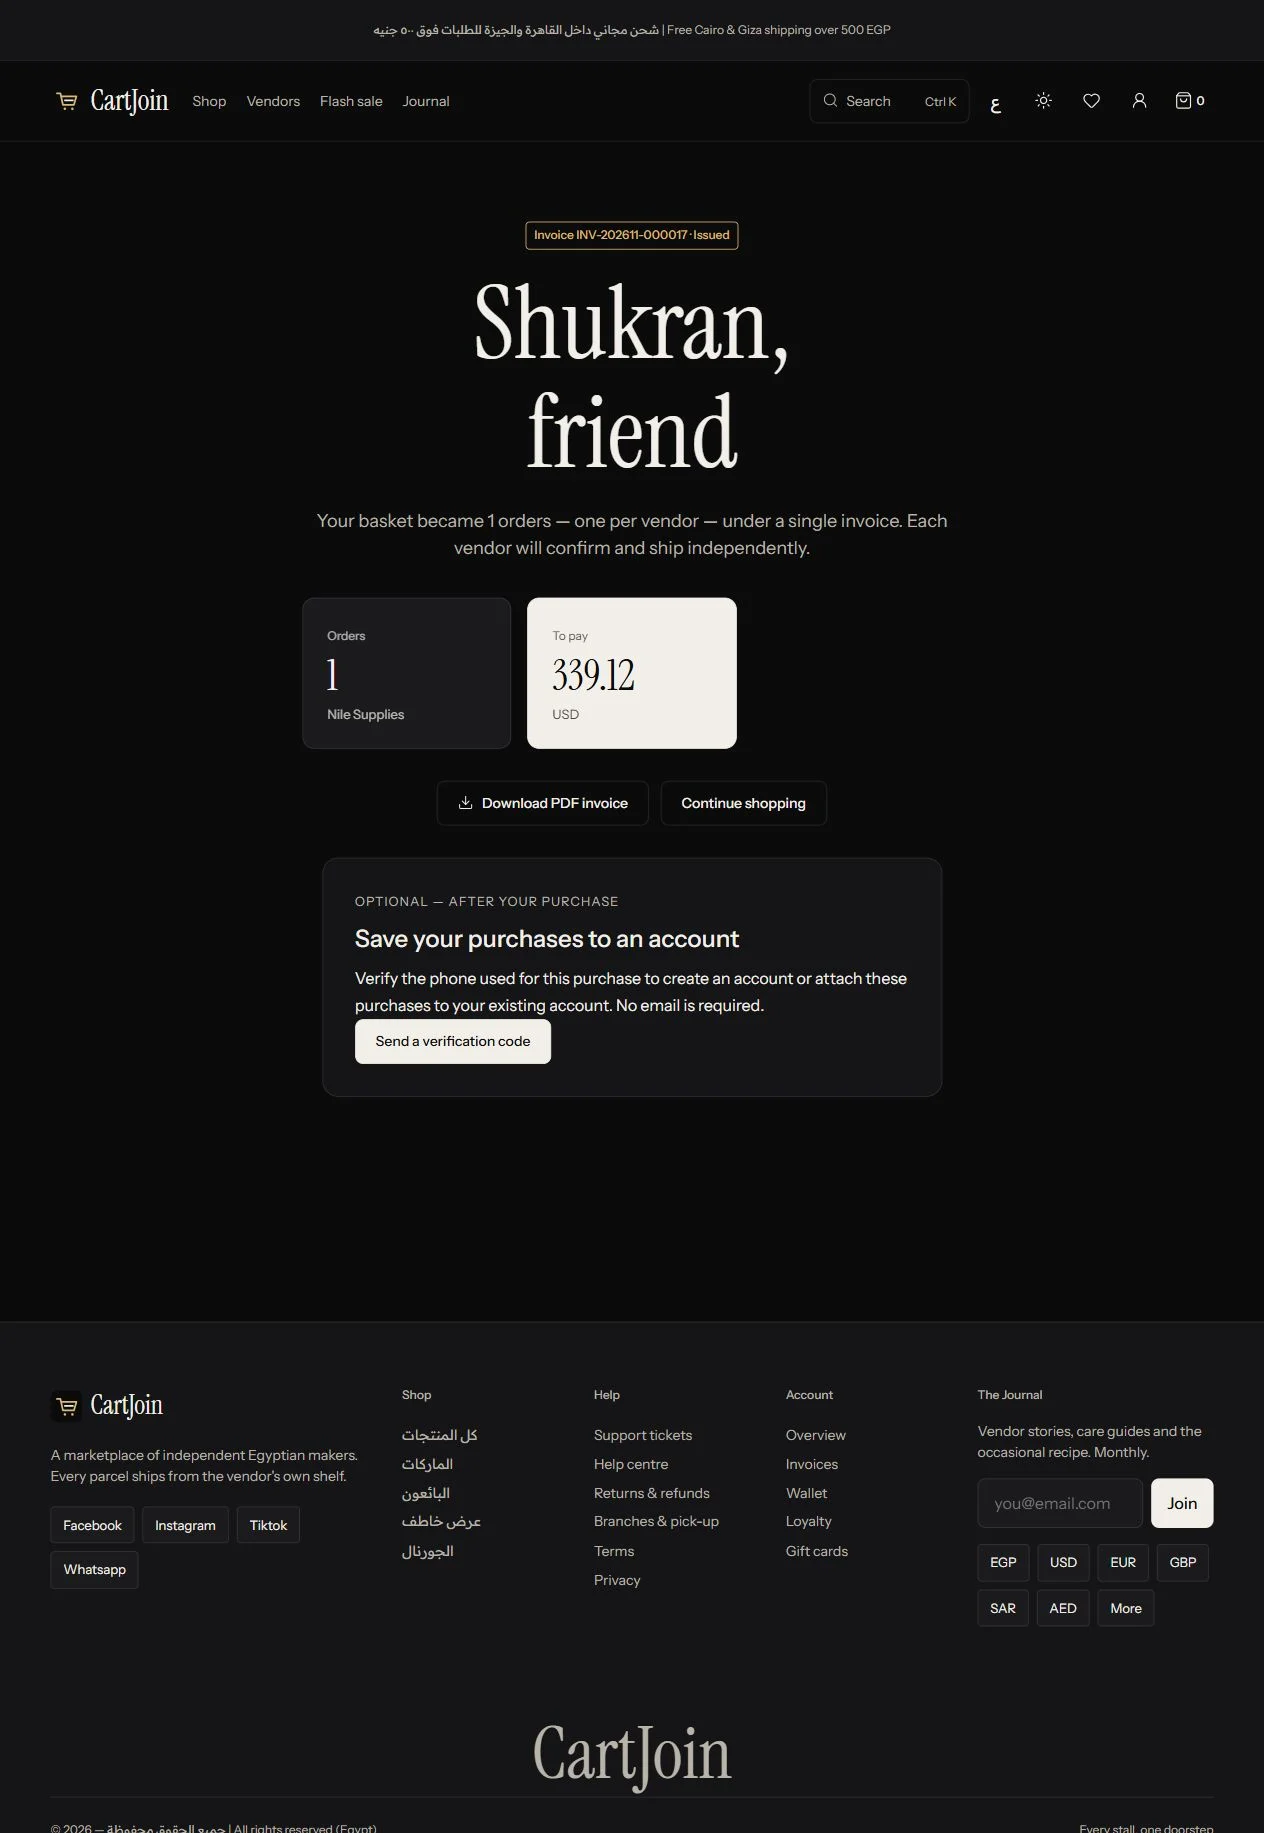 شحن مجاني داخل القاهرة والجيزة للطلبات فوق ٥٠٠ جنيه | Free Cairo & Giza shipping over 500 EGP
CartJoin Shop Vendors Flash sale Journal Search Ctrl K ع 0
Invoice INV-202611-000017 · Issued
Shukran,
friend
Your basket became 1 orders — one per vendor — under a single invoice. Each
vendor will confirm and ship independently.
Orders
1
Nile Supplies
To pay
339.12
USD
Download PDF invoice
Continue shopping
OPTIONAL — AFTER YOUR PURCHASE
Save your purchases to an account
Verify the phone used for this purchase to create an account or attach these
purchases to your existing account. No email is required.
Send a verification code
CartJoin
A marketplace of independent Egyptian makers.
Every parcel ships from the vendor's own shelf.
Facebook Instagram Tiktok
Whatsapp
Shop
كل المنتجات
الماركات
البائعون
عرض خاطف
الجورنال
Help
Support tickets
Help centre
Returns & refunds
Branches & pick-up
Terms
Privacy
Account
Overview
Invoices
Wallet
Loyalty
Gift cards
The Journal
Vendor stories, care guides and the
occasional recipe. Monthly.
you@email.com Join
EGP USD EUR GBP
SAR AED More
CartJoin
© 2026 — جميع الحقوق محفوظة | All rights reserved (Egypt)
Every stall, one doorstep